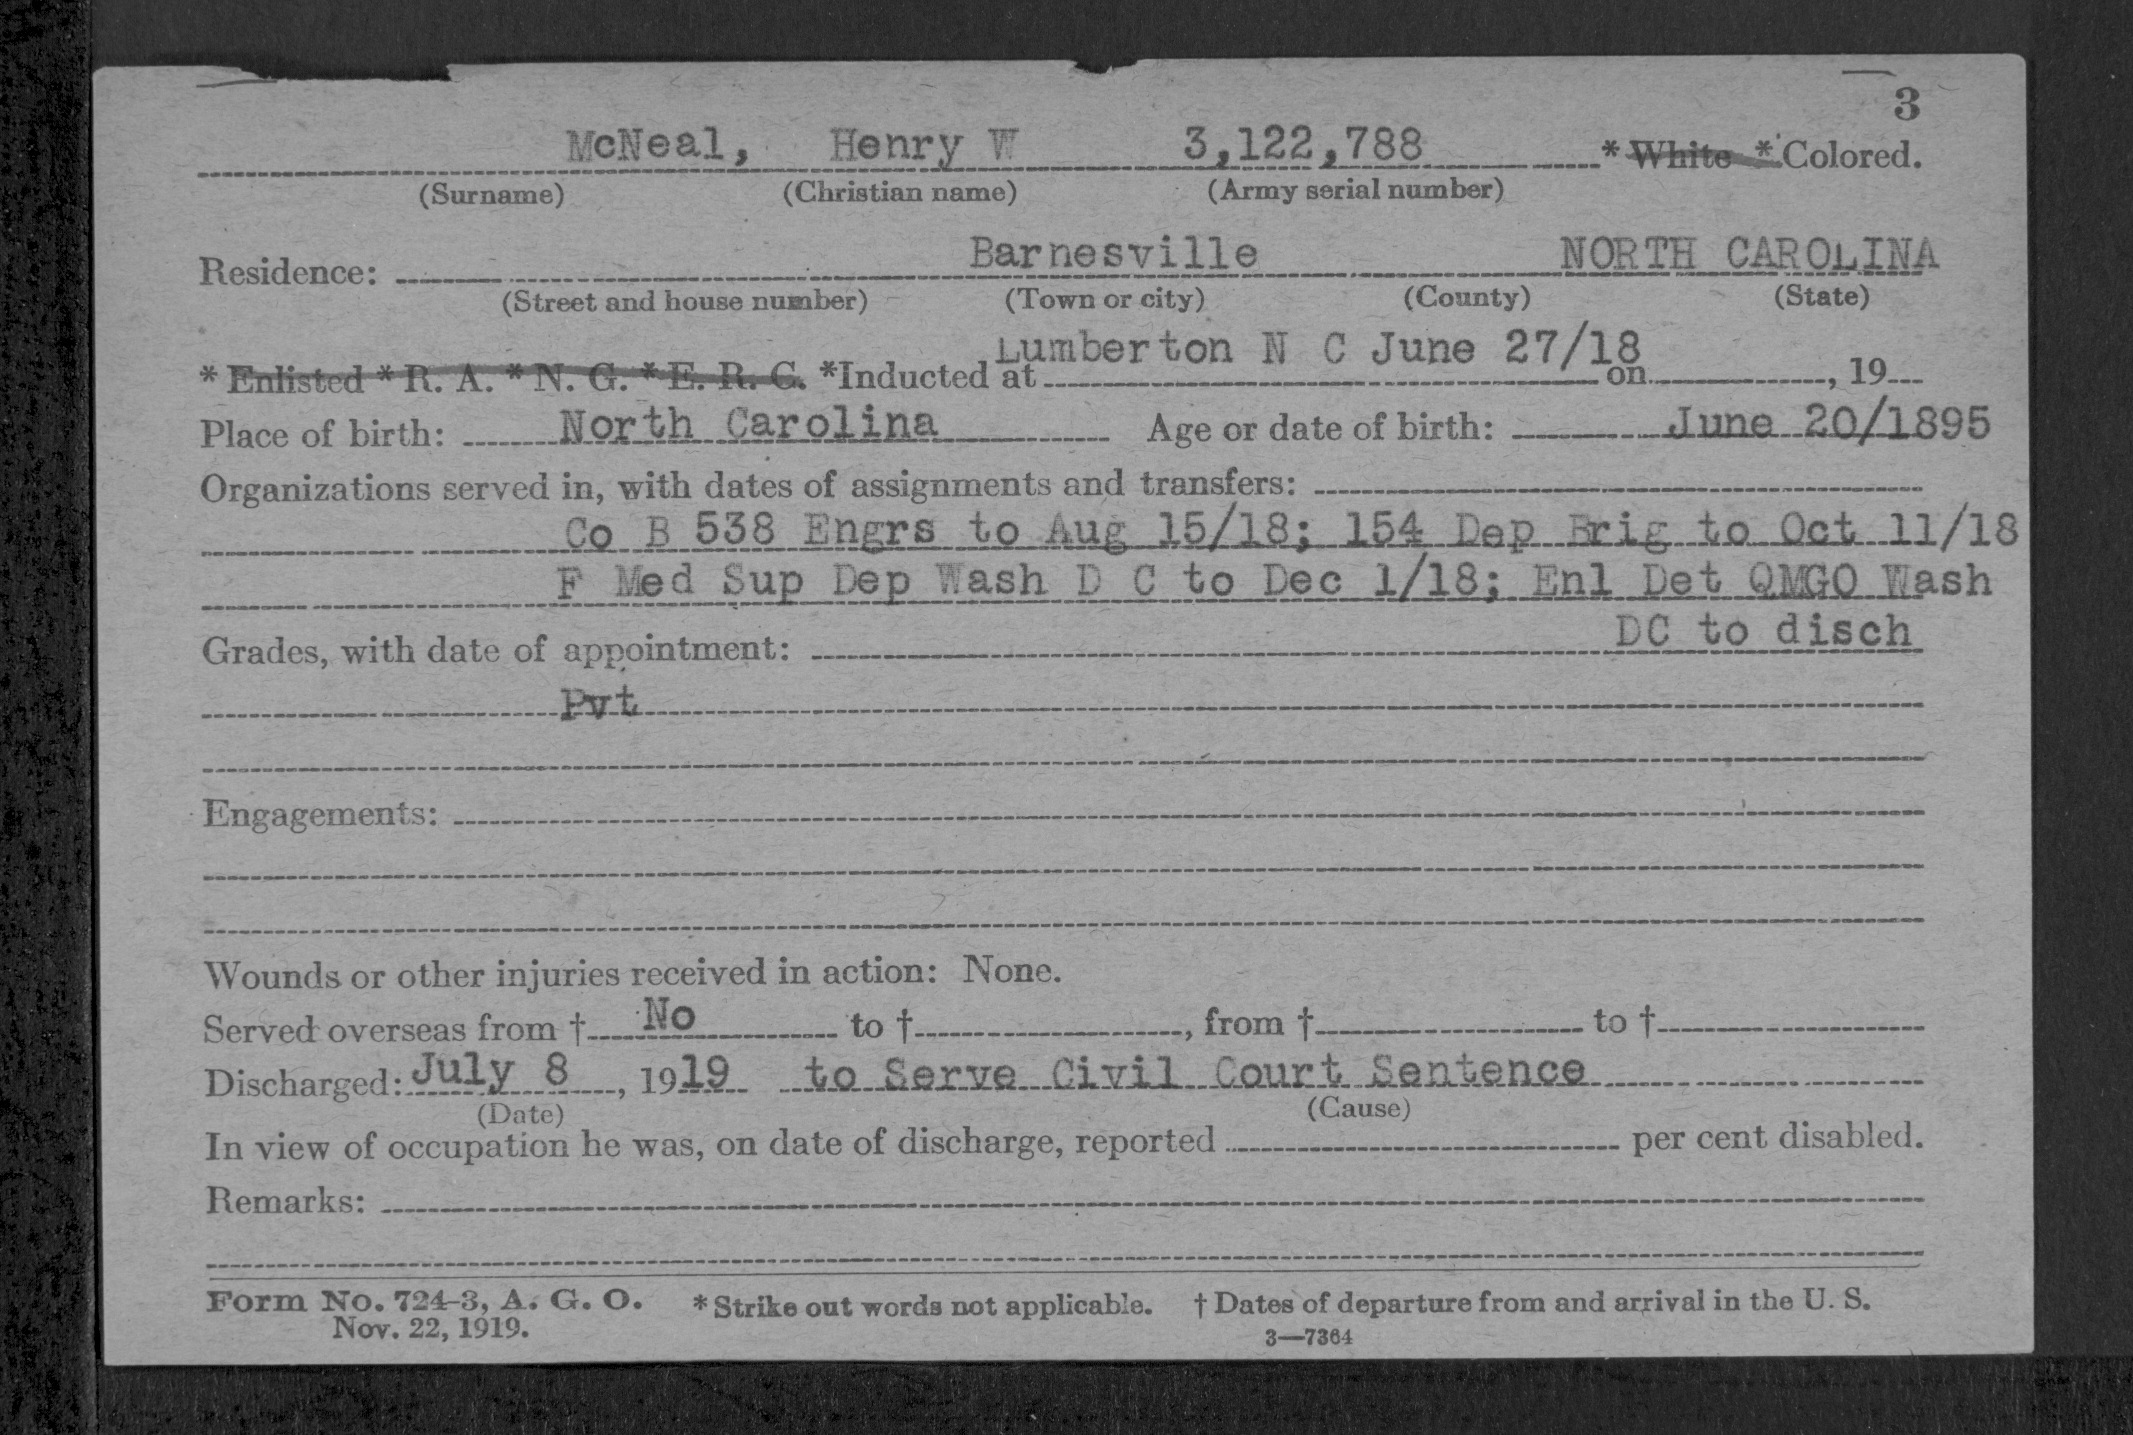 3
McNeal, Henry W 3,122,788 * White * Colored.
(Surname) (Christian name) (Army serial number)
Residence: Barnesville NORTH CAROLINA
(Street and house number) (Town or city) (County) (State)
* Enlisted * R. A. * N. G. * E. R. C. *Inducted at Lumberton N C June 27/18 on , 19
Place of birth: North Carolina Age or date of birth: June 20/1895
Organizations served in, with dates of assignments and transfers:
Co B 538 Engrs to Aug 15/18; 154 Dep Brig to Oct 11/18
F Med Sup Dep Wash D C to Dec 1/18; Enl Det QMGO Wash
DC to disch
Grades, with date of appointment:
Pvt
Engagements:
Wounds or other injuries received in action: None.
Served overseas from † No to † , from † to †
Discharged: July 8 , 1919 to Serve Civil Court Sentence
(Date) (Cause)
In view of occupation he was, on date of discharge, reported per cent disabled.
Remarks:
Form No. 724-3, A. G. O. * Strike out words not applicable. † Dates of departure from and arrival in the U. S.
Nov. 22, 1919. 3—7364